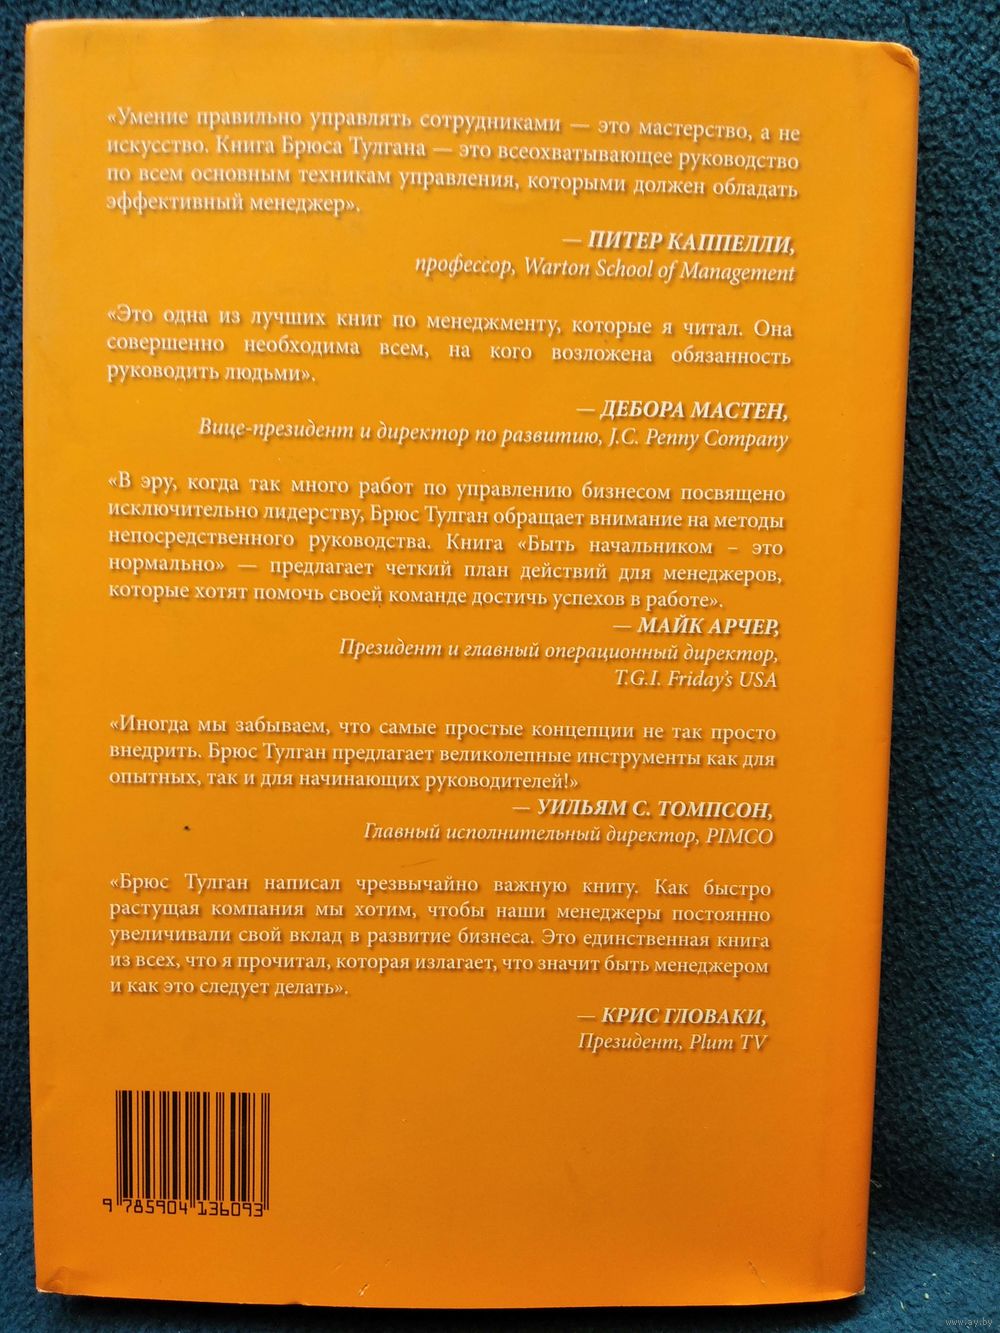 «Умение правильно управлять сотрудниками — это мастерство, а не
искусство. Книга Брюса Тулгана — это всеохватывающее руководство
по всем основным техникам управления, которыми должен обладать
эффективный менеджер».
— ПИТЕР КАППЕЛЛИ,
профессор, Warton School of Management
«Это одна из лучших книг по менеджменту, которые я читал. Она
совершенно необходима всем, на кого возложена обязанность
руководить людьми».
— ДЕБОРА МАСТЕН,
Вице-президент и директор по развитию, J.C. Penny Company
«В эру, когда так много работ по управлению бизнесом посвящено
исключительно лидерству, Брюс Тулган обращает внимание на методы
непосредственного руководства. Книга «Быть начальником – это
нормально» — предлагает четкий план действий для менеджеров,
которые хотят помочь своей команде достичь успехов в работе».
— МАЙК АРЧЕР,
Президент и главный операционный директор,
T.G.I. Friday's USA
«Иногда мы забываем, что самые простые концепции не так просто
внедрить. Брюс Тулган предлагает великолепные инструменты как для
опытных, так и для начинающих руководителей!»
— УИЛЬЯМ С. ТОМПСОН,
Главный исполнительный директор, PIMCO
«Брюс Тулган написал чрезвычайно важную книгу. Как быстро
растущая компания мы хотим, чтобы наши менеджеры постоянно
увеличивали свой вклад в развитие бизнеса. Это единственная книга
из всех, что я прочитал, которая излагает, что значит быть менеджером
и как это следует делать».
— КРИС ГЛОВАКИ,
Президент, Plum TV
9 785904 136093
www.ay.by